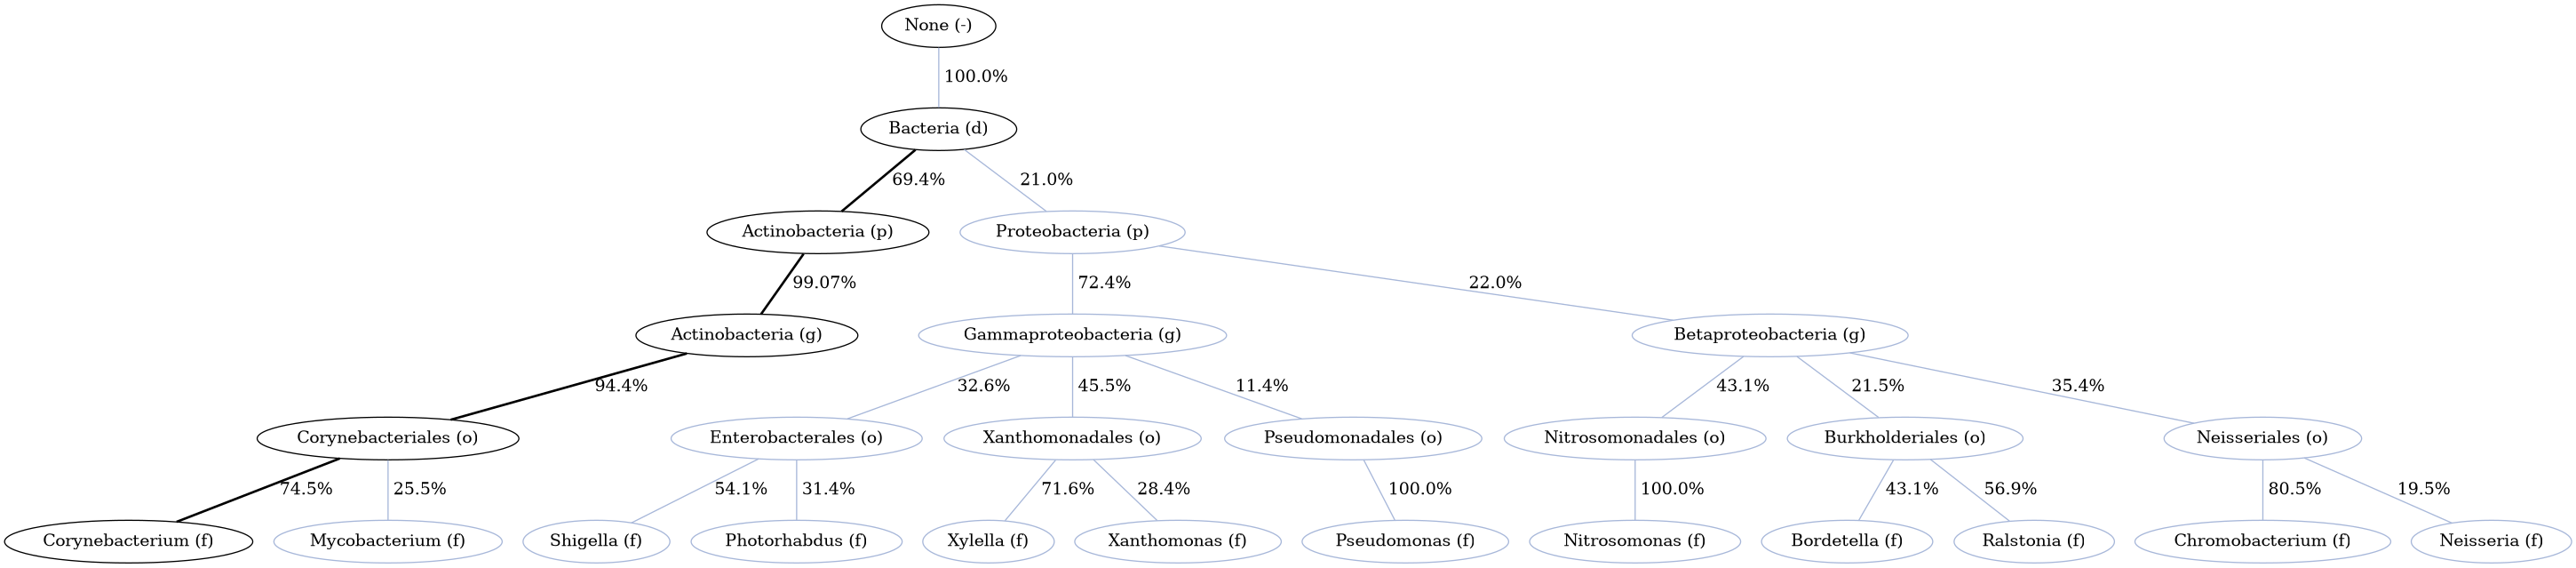 None (-)
100.0%
Bacteria (d)
69.4%
21.0%
Actinobacteria (p)
Proteobacteria (p)
99.07%
72.4%
22.0%
Actinobacteria (g)
Gammaproteobacteria (g)
Betaproteobacteria (g)
94.4%
32.6%
45.5%
11.4%
43.1%
21.5%
35.4%
Corynebacteriales (o)
Enterobacterales (o)
Xanthomonadales (o)
Pseudomonadales (o)
Nitrosomonadales (o)
Burkholderiales (o)
Neisseriales (o)
74.5%
25.5%
54.1%
31.4%
71.6%
28.4%
100.0%
100.0%
43.1%
56.9%
80.5%
19.5%
Corynebacterium (f)
Mycobacterium (f)
Shigella (f)
Photorhabdus (f)
Xylella (f)
Xanthomonas (f)
Pseudomonas (f)
Nitrosomonas (f)
Bordetella (f)
Ralstonia (f)
Chromobacterium (f)
Neisseria (f)